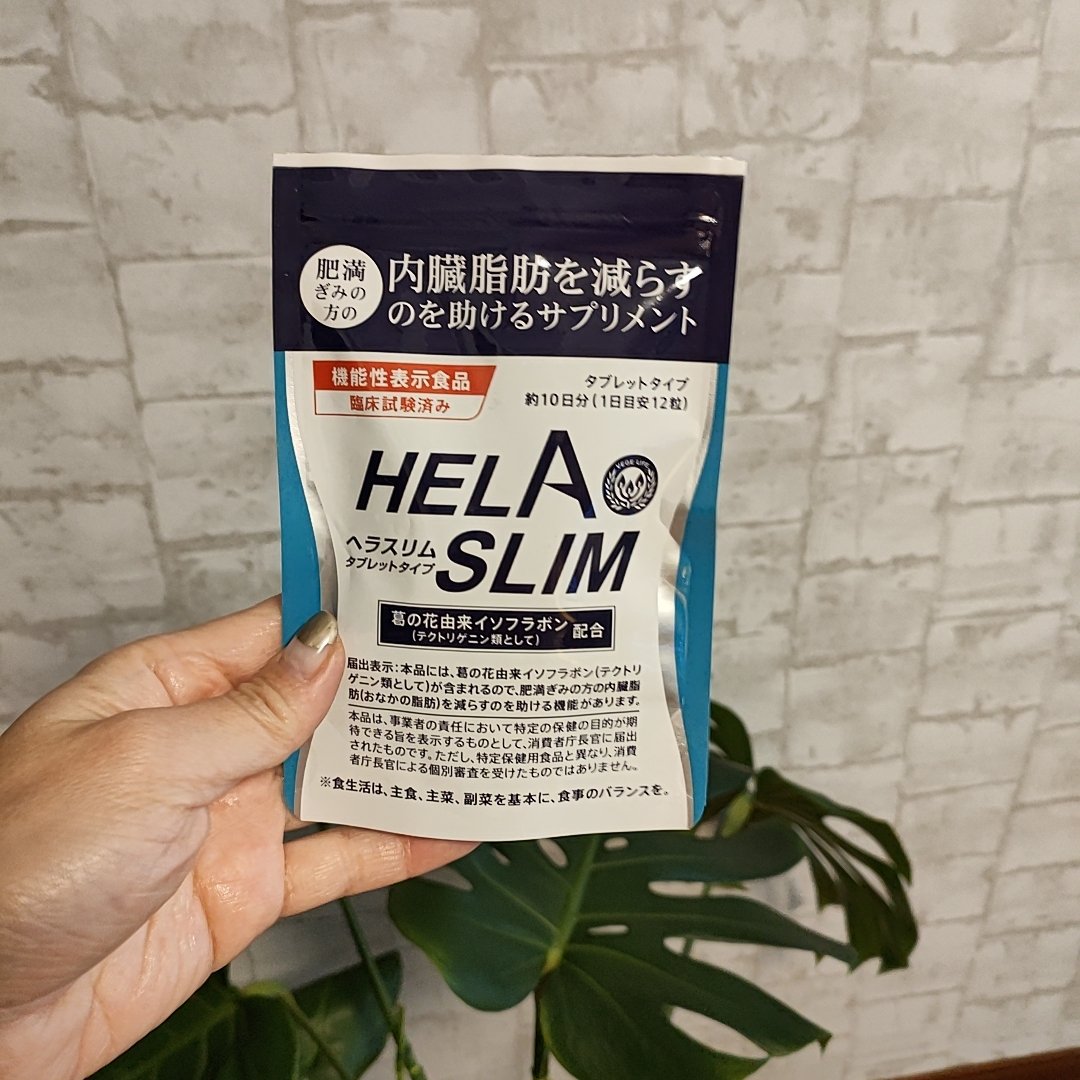 肥満
ぎみの
方の
内臓脂肪を減らす
のを助けるサプリメント
機能性表示食品
臨床試験済み
タブレットタイプ
約10日分(1日目安12粒)
HELA
VEGE LIFE
ヘラスリム
タブレットタイプ
SLIM
葛の花由来イソフラボン
(テクトリゲニン類として)
配合
届出表示:本品には、葛の花由来イソフラボン(テクトリ
ゲニン類として)が含まれるので、肥満ぎみの方の内臓脂
肪(おなかの脂肪)を減らすのを助ける機能があります。
本品は、事業者の責任において特定の保健の目的が期
待できる旨を表示するものとして、消費者庁長官に届出
されたものです。ただし、特定保健用食品と異なり、消費
者庁長官による個別審査を受けたものではありません。
※食生活は、主食、主菜、副菜を基本に、食事のバランスを。